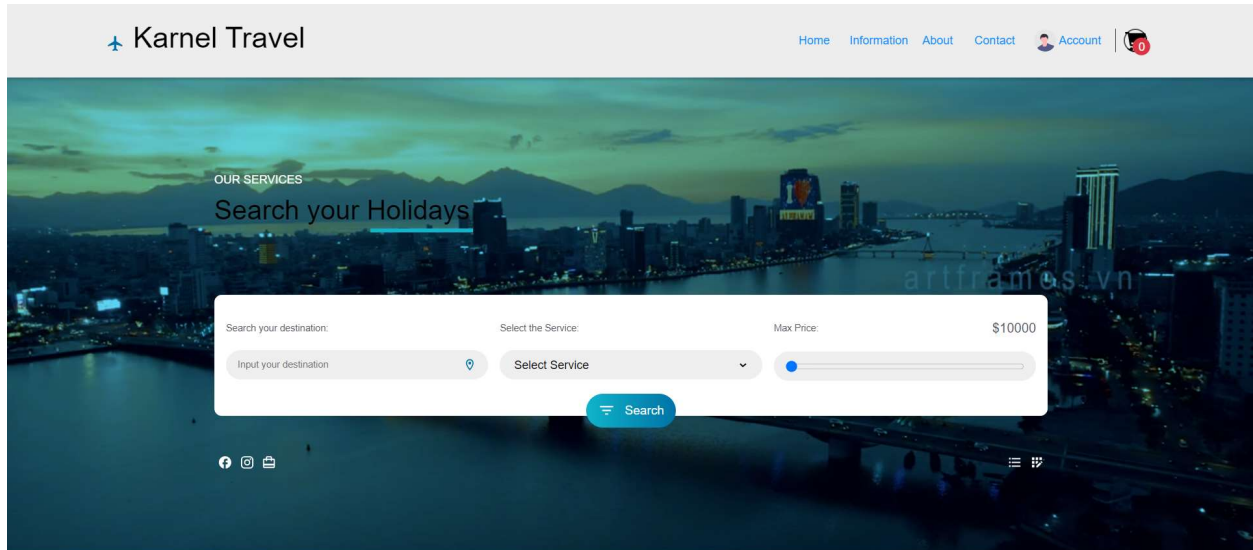 Karnel Travel
Home Information About Contact Account 0
OUR SERVICES
Search your Holidays
artframes.vn
Search your destination: Select the Service: Max Price: $10000
Input your destination Select Service
Search